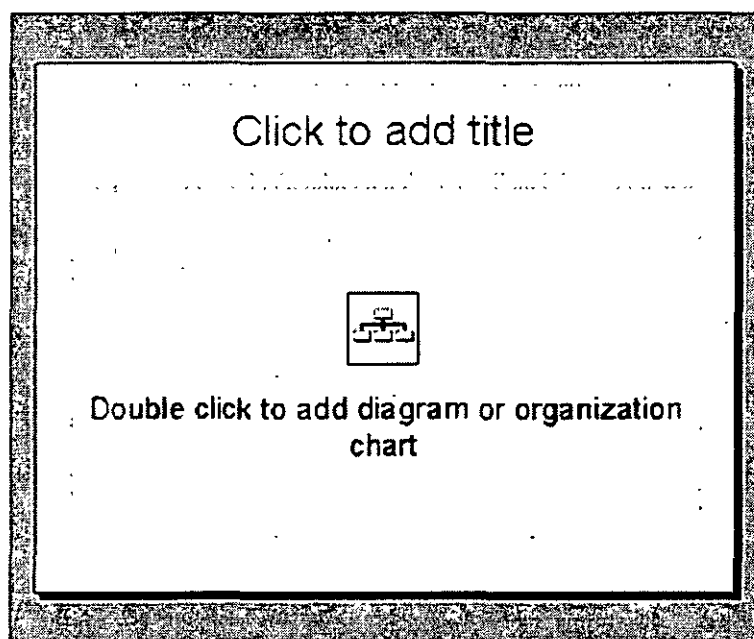 Click to add title
Double click to add diagram or organization
chart